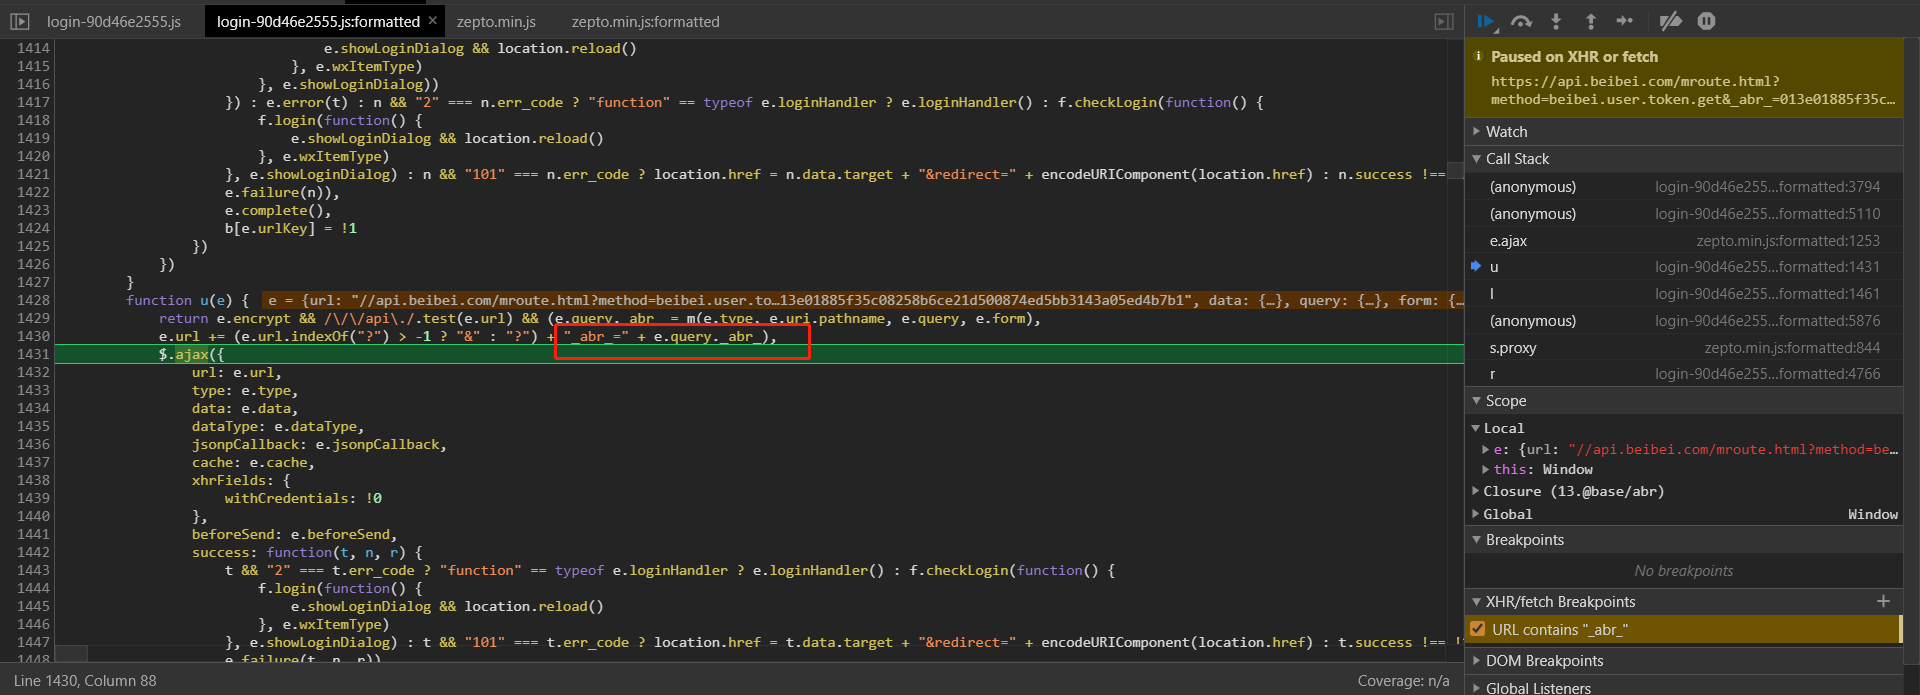 login-90d46e2555.js
login-90d46e2555.js:formatted ×
zepto.min.js
zepto.min.js:formatted
1414 e.showLoginDialog && location.reload()
1415 }, e.wxItemType)
1416 }, e.showLoginDialog))
1417 }) : e.error(t) : n && "2" === n.err_code ? "function" == typeof e.loginHandler ? e.loginHandler() : f.checkLogin(function() {
1418 f.login(function() {
1419 e.showLoginDialog && location.reload()
1420 }, e.wxItemType)
1421 }, e.showLoginDialog) : n && "101" === n.err_code ? location.href = n.data.target + "&redirect=" + encodeURIComponent(location.href) : n.success !==
1422 e.failure(n)),
1423 e.complete(),
1424 b[e.urlKey] = !1
1425 })
1426 })
1427 }
1428 function u(e) { e = {url: "//api.beibei.com/mroute.html?method=beibei.user.to…13e01885f35c08258b6ce21d500874ed5bb3143a05ed4b7b1", data: {…}, query: {…}, form: {…
1429 return e.encrypt && /\/\/api\./.test(e.url) && (e.query._abr_ = m(e.type, e.uri.pathname, e.query, e.form),
1430 e.url += (e.url.indexOf("?") > -1 ? "&" : "?") + "_abr_=" + e.query._abr_),
1431 $.ajax({
1432 url: e.url,
1433 type: e.type,
1434 data: e.data,
1435 dataType: e.dataType,
1436 jsonpCallback: e.jsonpCallback,
1437 cache: e.cache,
1438 xhrFields: {
1439 withCredentials: !0
1440 },
1441 beforeSend: e.beforeSend,
1442 success: function(t, n, r) {
1443 t && "2" === t.err_code ? "function" == typeof e.loginHandler ? e.loginHandler() : f.checkLogin(function() {
1444 f.login(function() {
1445 e.showLoginDialog && location.reload()
1446 }, e.wxItemType)
1447 }, e.showLoginDialog) : t && "101" === t.err_code ? location.href = t.data.target + "&redirect=" + encodeURIComponent(location.href) : t.success !==
1448 e.failure(t, n, r))
Line 1430, Column 88
Coverage: n/a
Paused on XHR or fetch
https://api.beibei.com/mroute.html?
method=beibei.user.token.get&_abr_=013e01885f35c…
Watch
Call Stack
(anonymous) login-90d46e255…formatted:3794
(anonymous) login-90d46e255…formatted:5110
e.ajax zepto.min.js:formatted:1253
u login-90d46e255…formatted:1431
l login-90d46e255…formatted:1461
(anonymous) login-90d46e255…formatted:5876
s.proxy zepto.min.js:formatted:844
r login-90d46e255…formatted:4766
Scope
Local
e: {url: "//api.beibei.com/mroute.html?method=be…
this: Window
Closure (13.@base/abr)
Global Window
Breakpoints
No breakpoints
XHR/fetch Breakpoints +
URL contains "_abr_"
DOM Breakpoints
Global Listeners